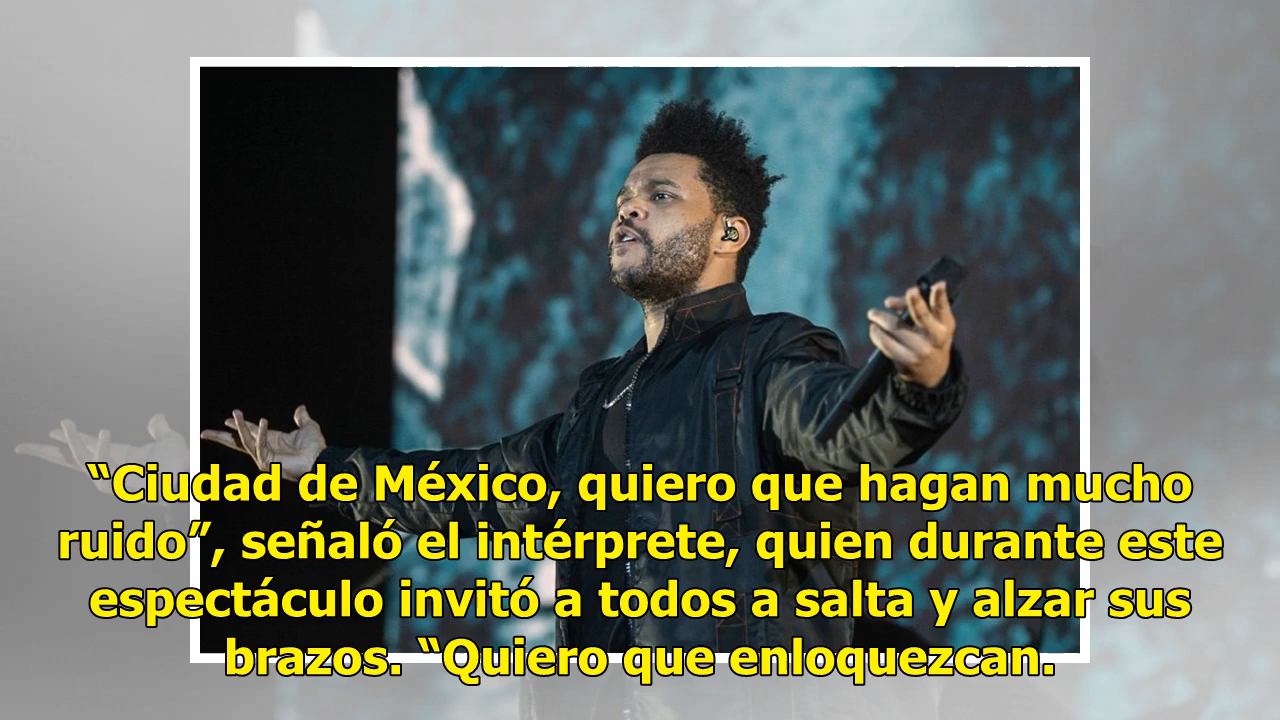 “Ciudad de México, quiero que hagan mucho
ruido”, señaló el intérprete, quien durante este
espectáculo invitó a todos a salta y alzar sus
brazos. “Quiero que enloquezcan.